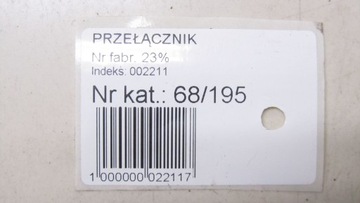 PRZEŁĄCZNIK
Nr fabr. 23%
Indeks: 002211
Nr kat.: 68/195
1 000000 022117